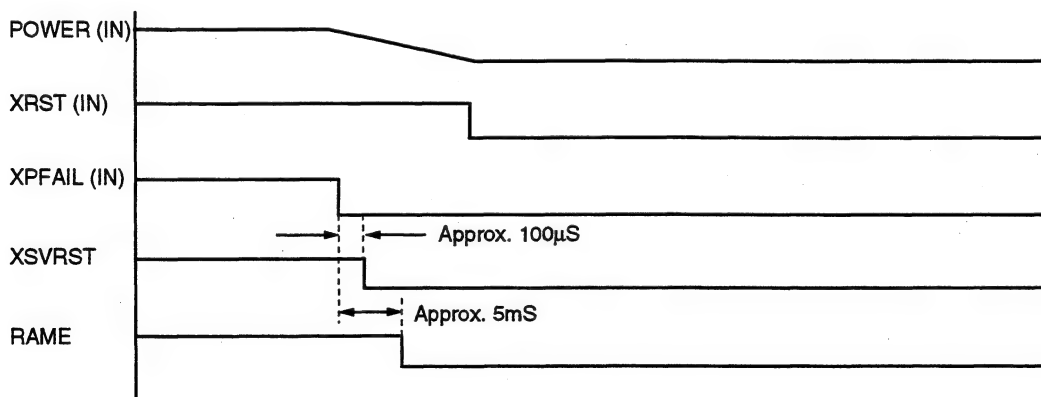 POWER (IN)
XRST (IN)
XPFAIL (IN)
Approx. 100μS
XSVRST
Approx. 5mS
RAME